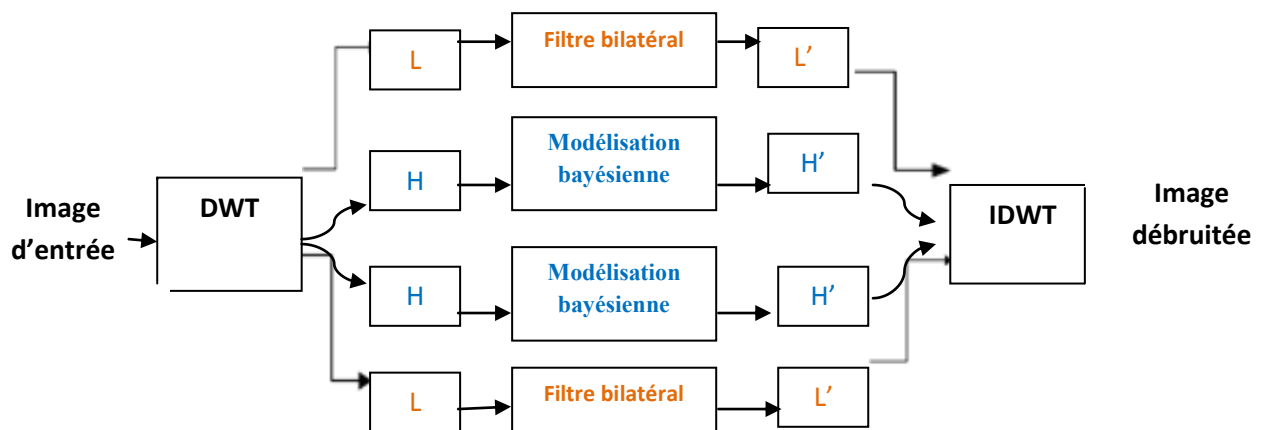 L
Filtre bilatéral
L’
Modélisation
bayésienne
H
H’
Image
d’entrée
DWT
IDWT
Image
débruitée
H
Modélisation
bayésienne
H’
L
Filtre bilatéral
L’